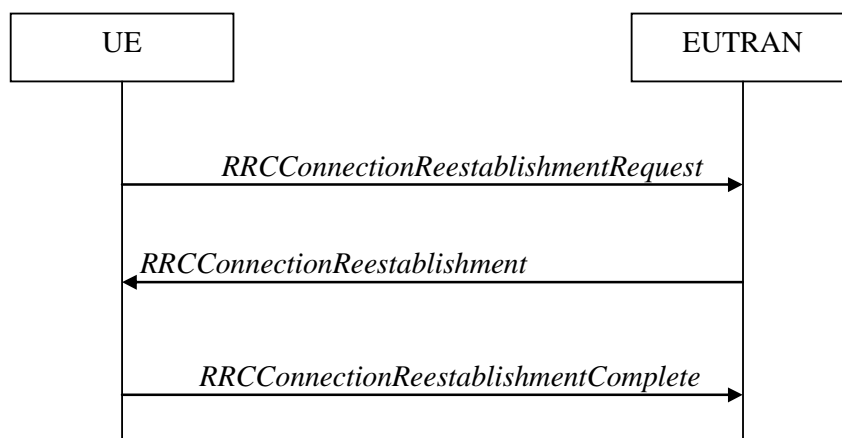 UE
EUTRAN
RRCConnectionReestablishmentRequest
RRCConnectionReestablishment
RRCConnectionReestablishmentComplete